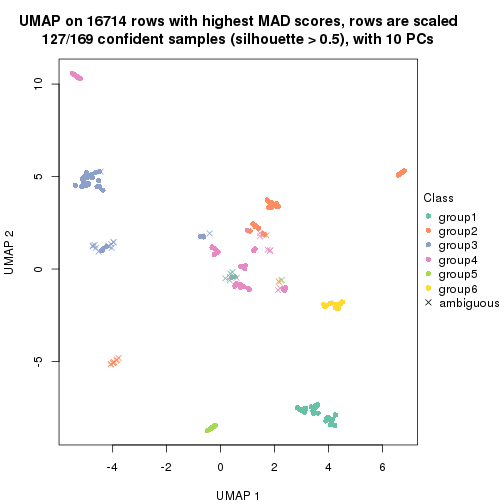 UMAP on 16714 rows with highest MAD scores, rows are scaled
127/169 confident samples (silhouette > 0.5), with 10 PCs
10
5
0
-5
UMAP 2
-4
-2
0
2
4
6
UMAP 1
Class
group1
group2
group3
group4
group5
group6
ambiguous